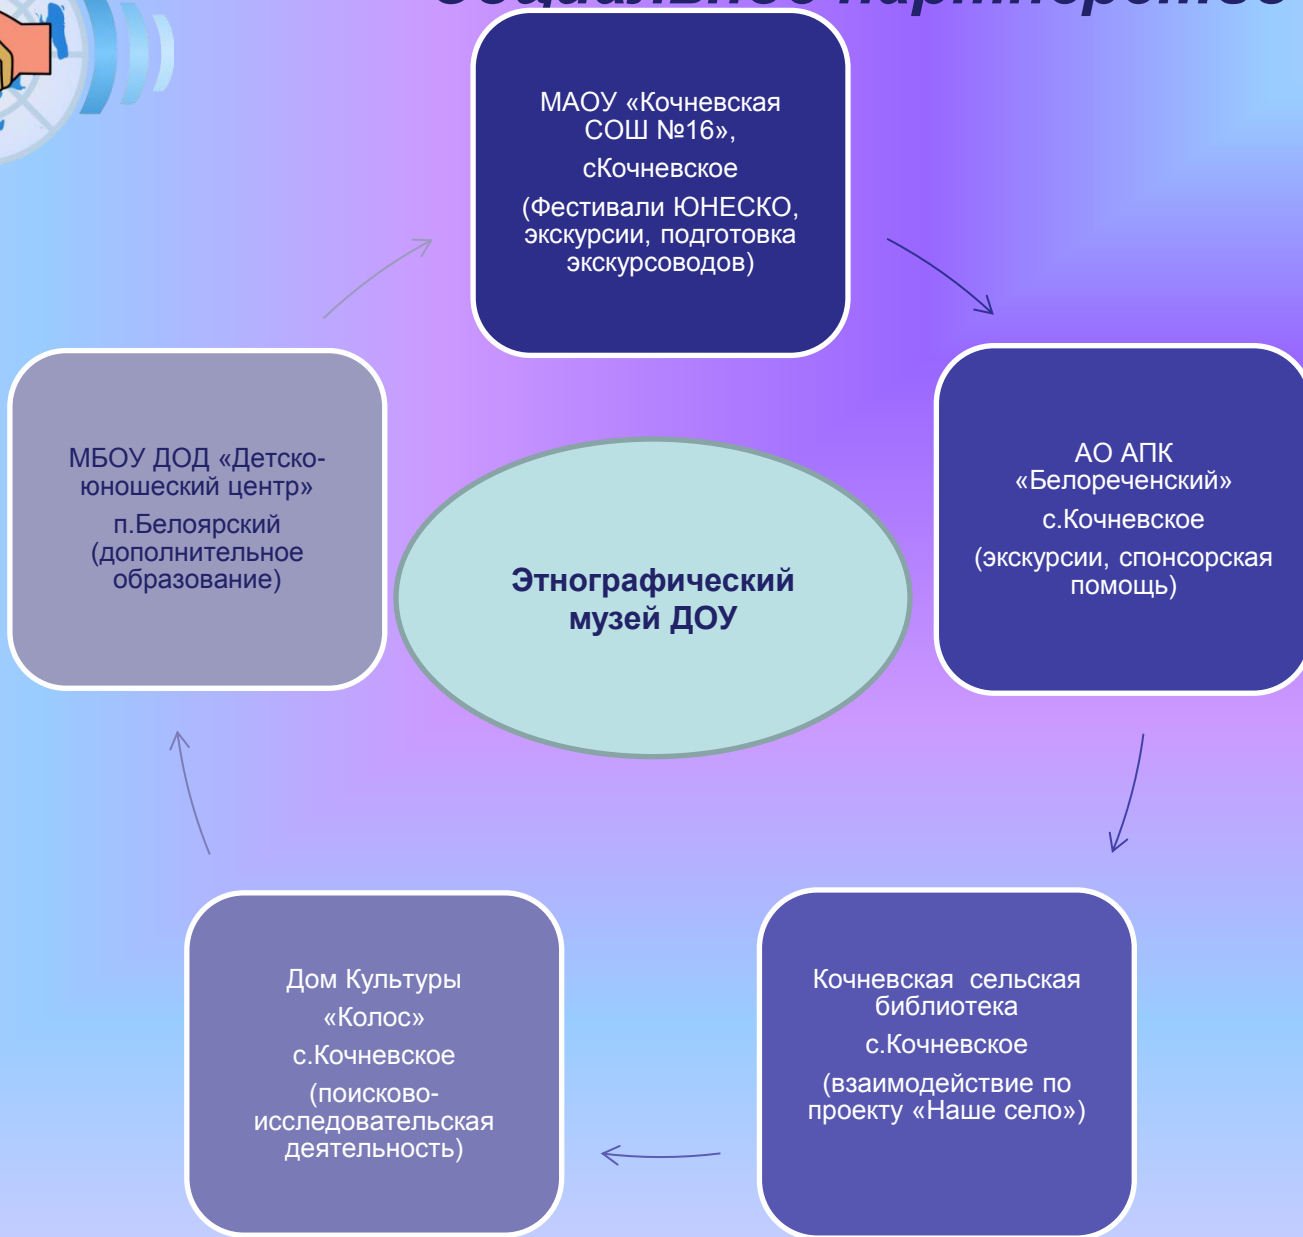 Социальное партнерство
МАОУ «Кочневская
СОШ №16»,
сКочневское
(Фестивали ЮНЕСКО,
экскурсии, подготовка
экскурсоводов)
АО АПК
«Белореченский»
с.Кочневское
(экскурсии, спонсорская
помощь)
Кочневская сельская
библиотека
с.Кочневское
(взаимодействие по
проекту «Наше село»)
Дом Культуры
«Колос»
с.Кочневское
(поисково-
исследовательская
деятельность)
МБОУ ДОД «Детско-
юношеский центр»
п.Белоярский
(дополнительное
образование)
Этнографический
музей ДОУ